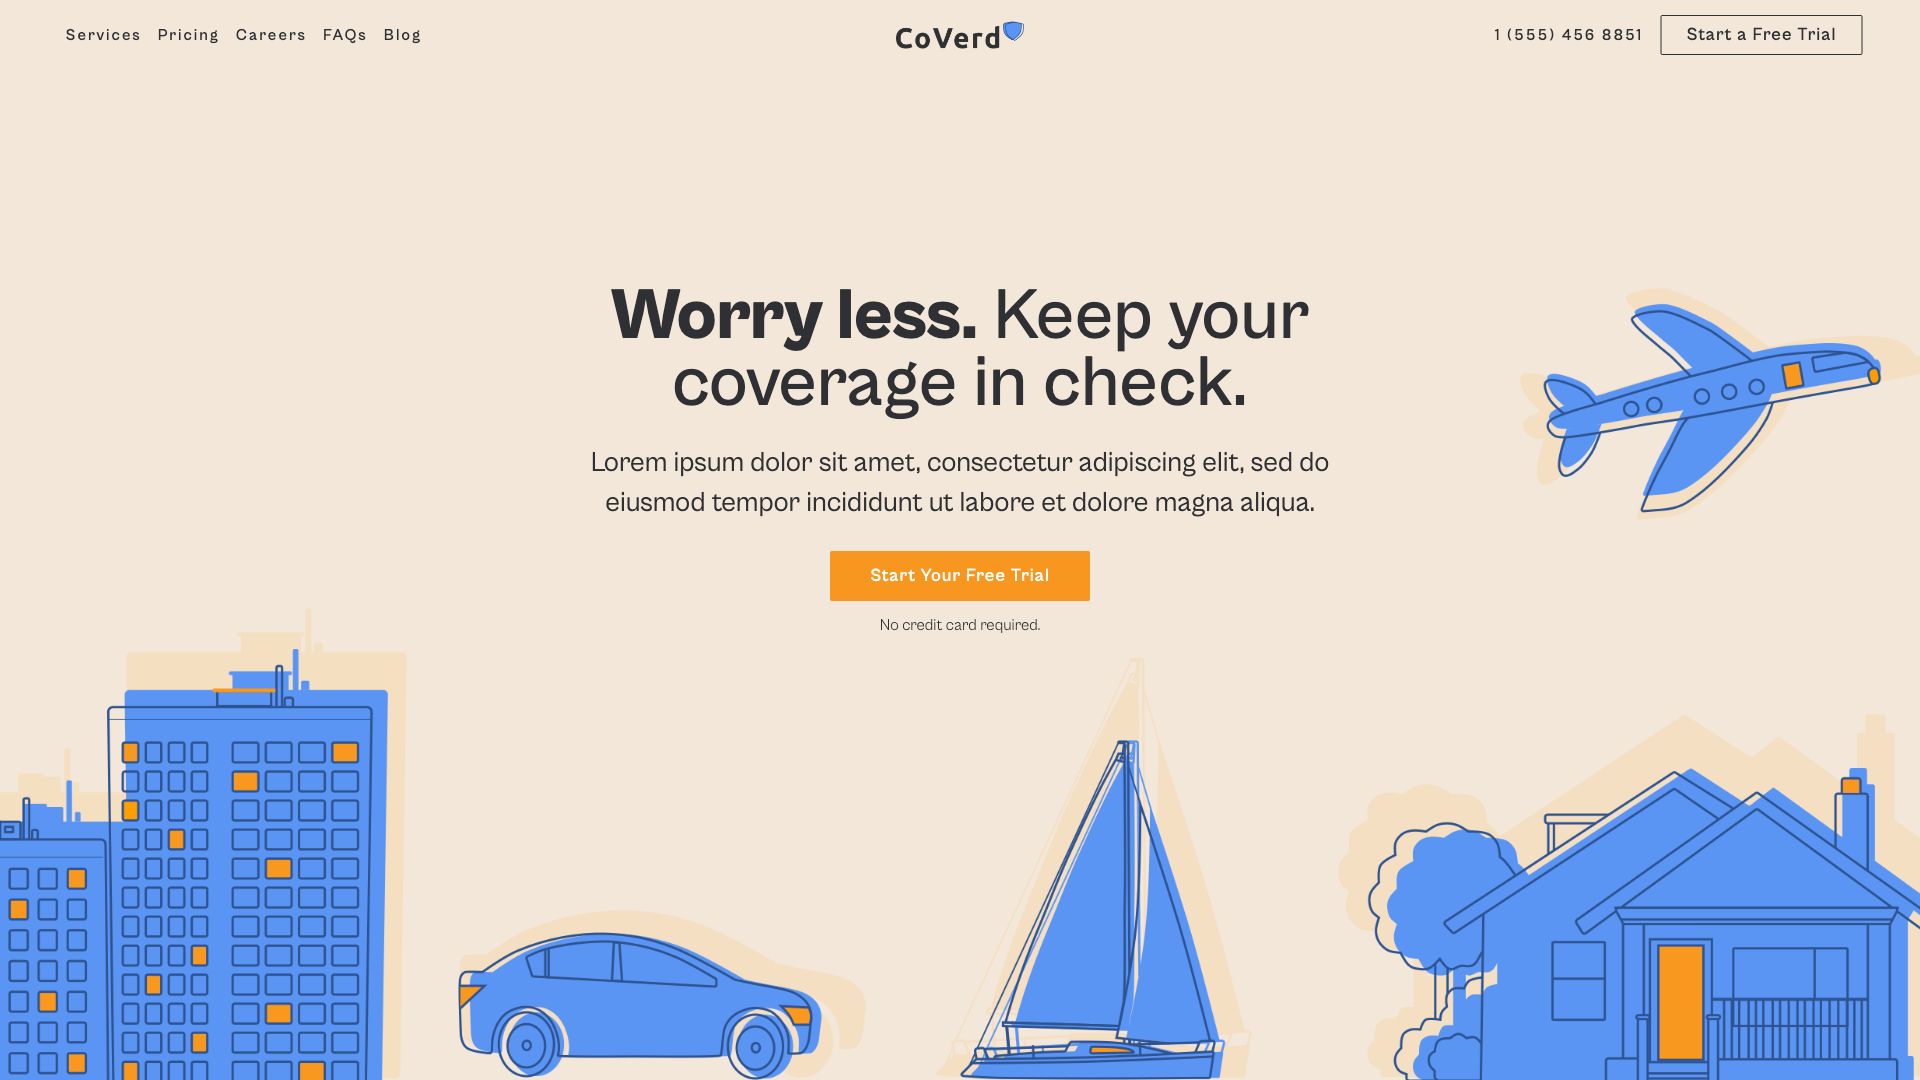 Services Pricing Careers FAQs Blog
CoVerd
1 (555) 456 8851
Start a Free Trial
Worry less. Keep your
coverage in check.
Lorem ipsum dolor sit amet, consectetur adipiscing elit, sed do
eiusmod tempor incididunt ut labore et dolore magna aliqua.
Start Your Free Trial
No credit card required.